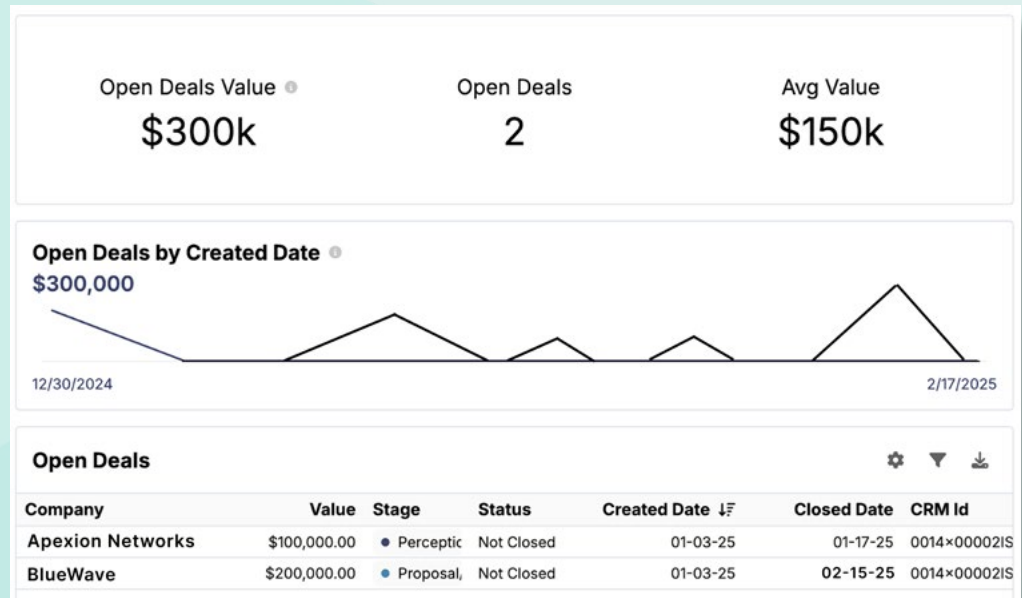 Open Deals Value
$300k
Open Deals
2
Avg Value
$150k
Open Deals by Created Date
$300,000
12/30/2024 2/17/2025
Open Deals
Company Value Stage Status Created Date Closed Date CRM Id
Apexion Networks $100,000.00 Perceptic Not Closed 01-03-25 01-17-25 0014×00002IS
BlueWave $200,000.00 Proposal, Not Closed 01-03-25 02-15-25 0014×00002IS